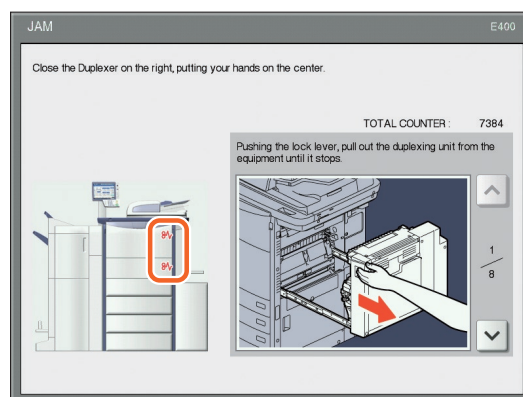 JAM E400
Close the Duplexer on the right, putting your hands on the center.
TOTAL COUNTER : 7384
Pushing the lock lever, pull out the duplexing unit from the
equipment until it stops.
1
8